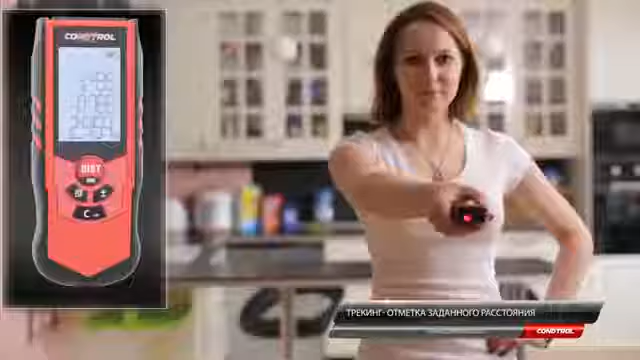 CONDTROL
DIST
C
ТРЕКИНГ- ОТМЕТКА ЗАДАННОГО РАССТОЯНИЯ
CONDTROL